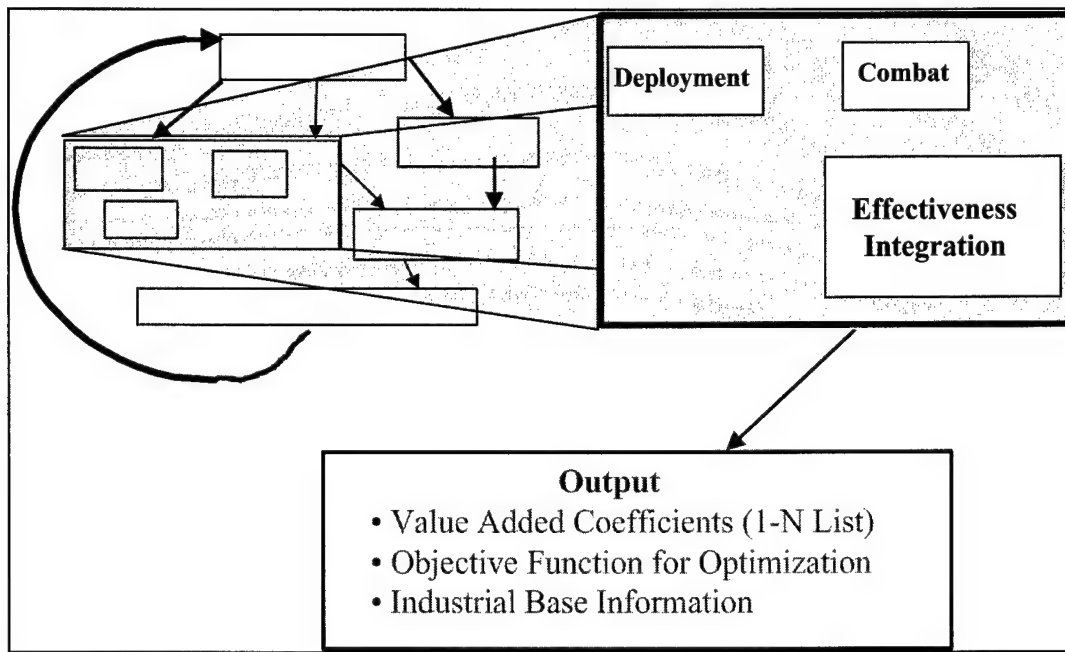 Deployment
Combat
Effectiveness
Integration
Output
• Value Added Coefficients (1-N List)
• Objective Function for Optimization
• Industrial Base Information